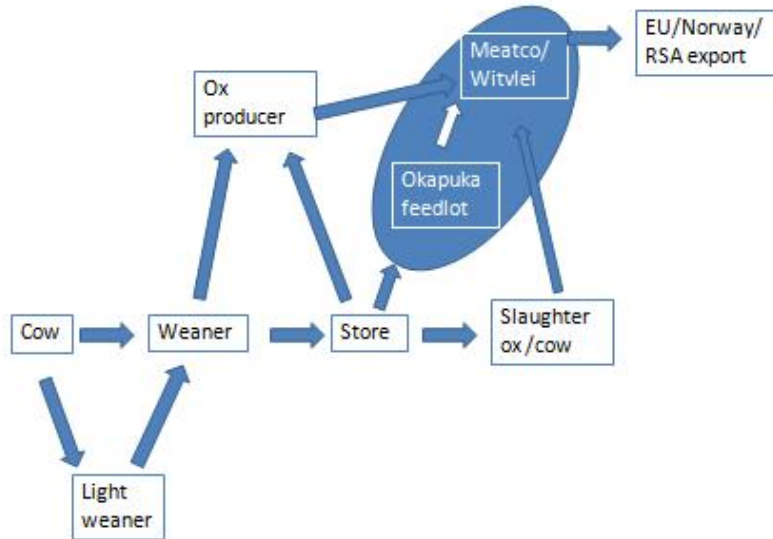 EU/Norway/
RSA export
Meatco/
Witvlei
Ox
producer
Okapuka
feedlot
Cow
Weaner
Store
Slaughter
ox/cow
Light
weaner